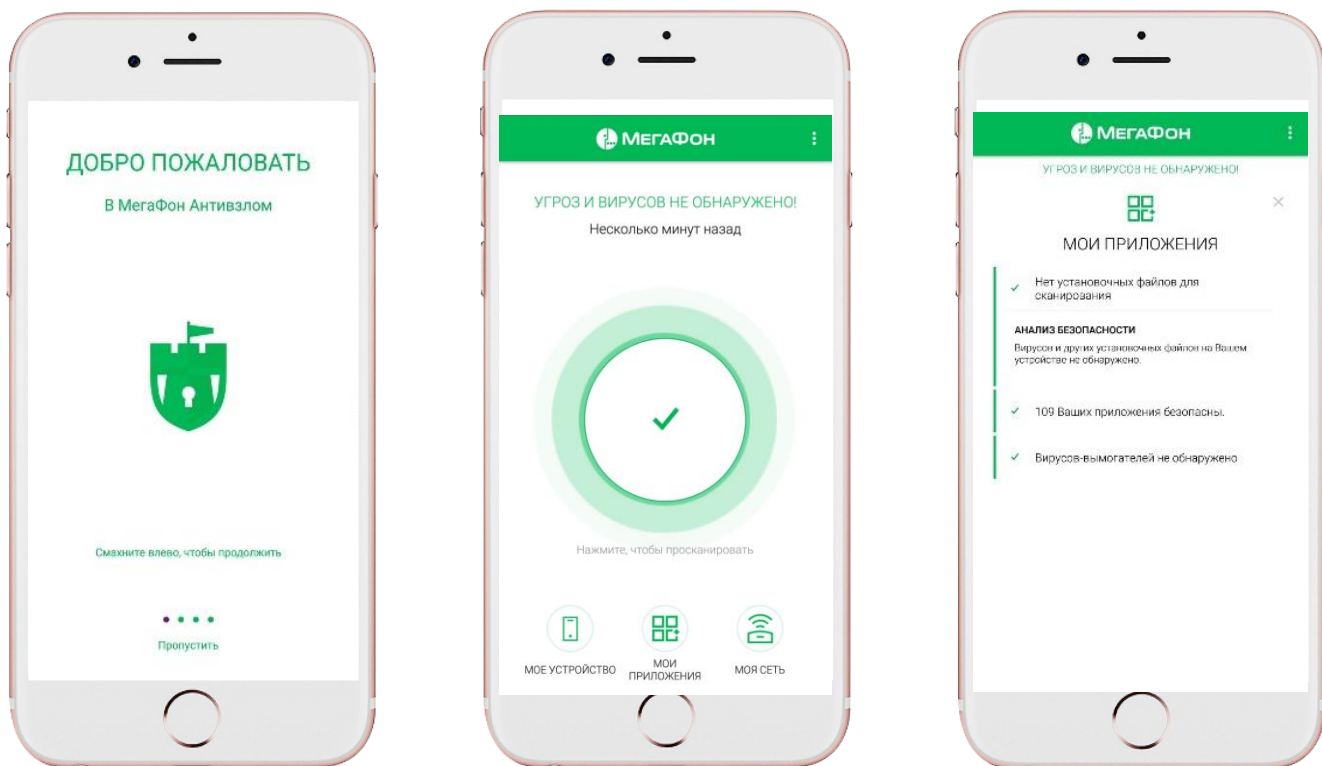 ДОБРО ПОЖАЛОВАТЬ
В МегаФон Антивзлом
Смахните влево, чтобы продолжить
Пропустить
МЕГАФОН
УГРОЗ И ВИРУСОВ НЕ ОБНАРУЖЕНО!
Несколько минут назад
Нажмите, чтобы просканировать
МОЕ УСТРОЙСТВО
МОИ
ПРИЛОЖЕНИЯ
МОЯ СЕТЬ
МЕГАФОН
УГРОЗ И ВИРУСОВ НЕ ОБНАРУЖЕНО!
МОИ ПРИЛОЖЕНИЯ
Нет установочных файлов для
сканирования
АНАЛИЗ БЕЗОПАСНОСТИ
Вирусов и других установочных файлов на Вашем
устройстве не обнаружено.
109 Ваших приложения безопасны.
Вирусов-вымогателей не обнаружено